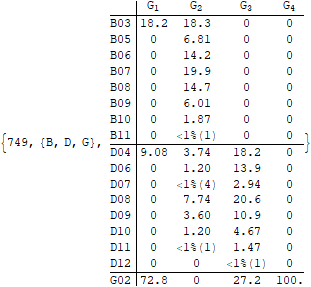 G1 G2 G3 G4
B03 18.2 18.3 0 0
B05 0 6.81 0 0
B06 0 14.2 0 0
B07 0 19.9 0 0
B08 0 14.7 0 0
B09 0 6.01 0 0
B10 0 1.87 0 0
B11 0 <1%(1) 0 0
{749, {B, D, G},
D04 9.08 3.74 18.2 0
D06 0 1.20 13.9 0
D07 0 <1%(4) 2.94 0
D08 0 7.74 20.6 0
D09 0 3.60 10.9 0
D10 0 1.20 4.67 0
D11 0 <1%(1) 1.47 0
D12 0 0 <1%(1) 0
G02 72.8 0 27.2 100.
}